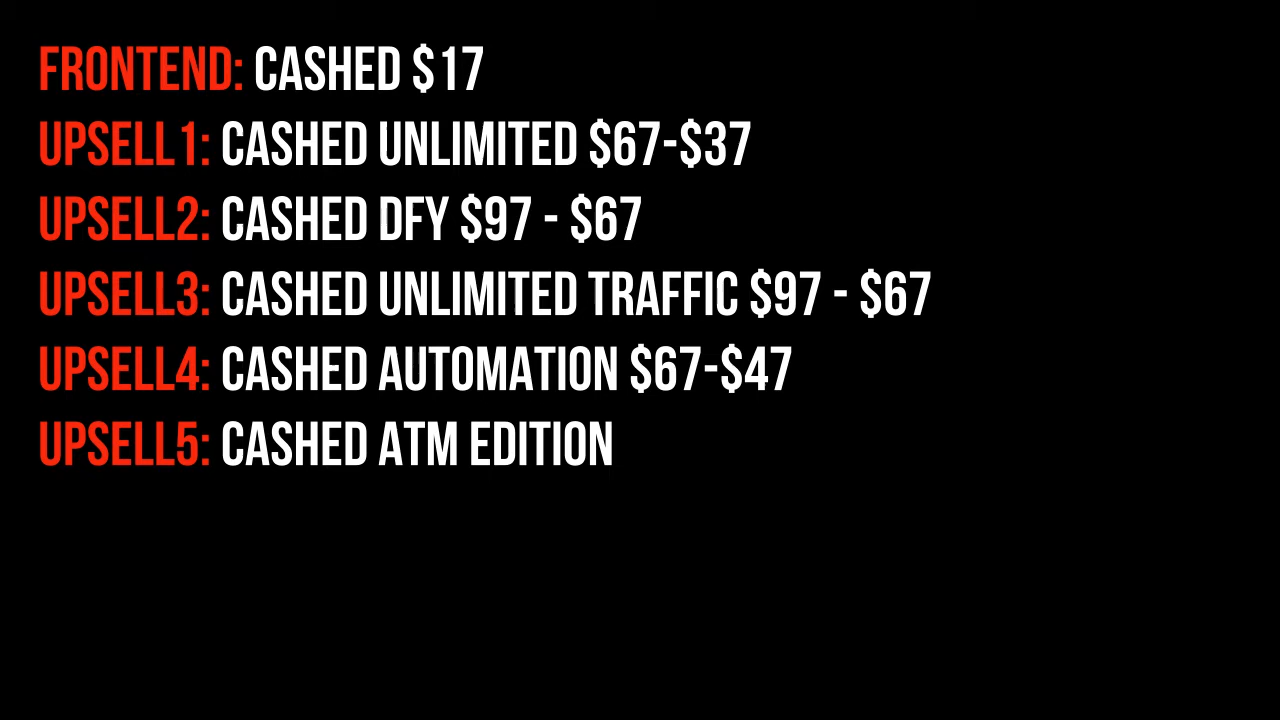 FRONTEND: CASHED $17
UPSELL1: CASHED UNLIMITED $67-$37
UPSELL2: CASHED DFY $97 - $67
UPSELL3: CASHED UNLIMITED TRAFFIC $97 - $67
UPSELL4: CASHED AUTOMATION $67-$47
UPSELL5: CASHED ATM EDITION